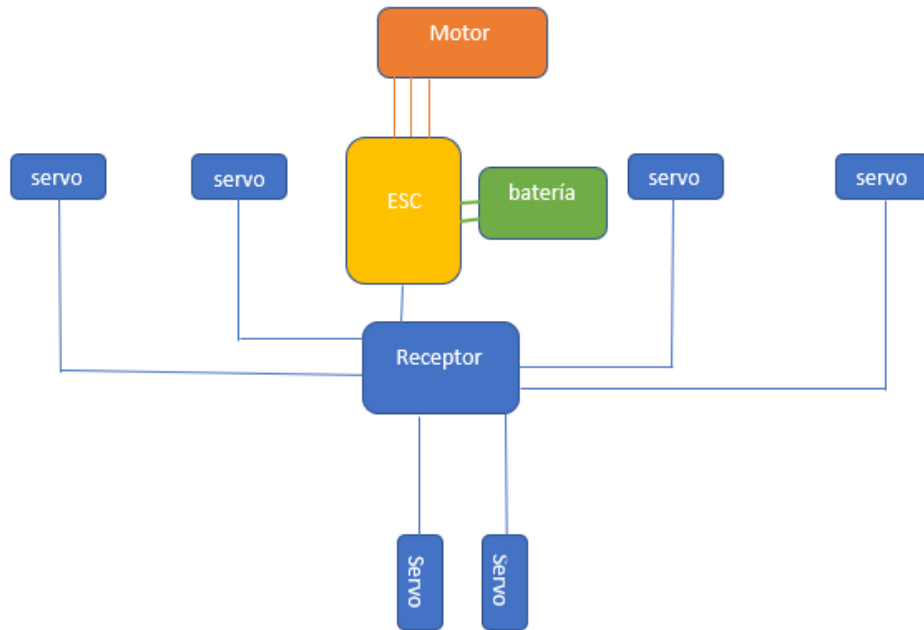 Motor
servo
servo
ESC
batería
servo
servo
Receptor
Servo
Servo